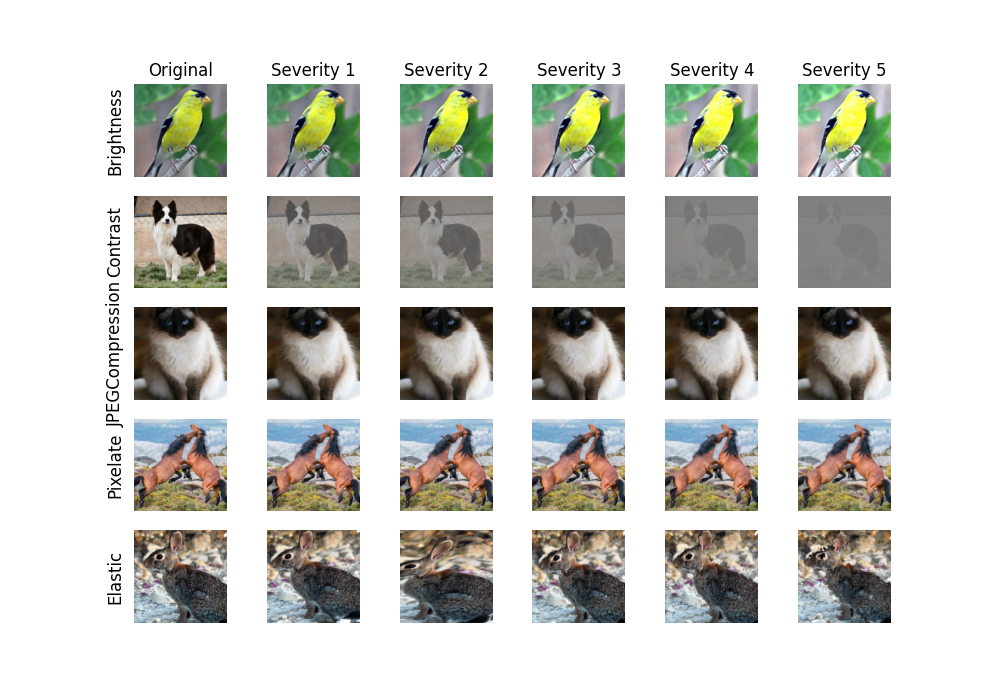 Original Severity 1 Severity 2 Severity 3 Severity 4 Severity 5
Brightness
Contrast
JPEGCompression
Pixelate
Elastic